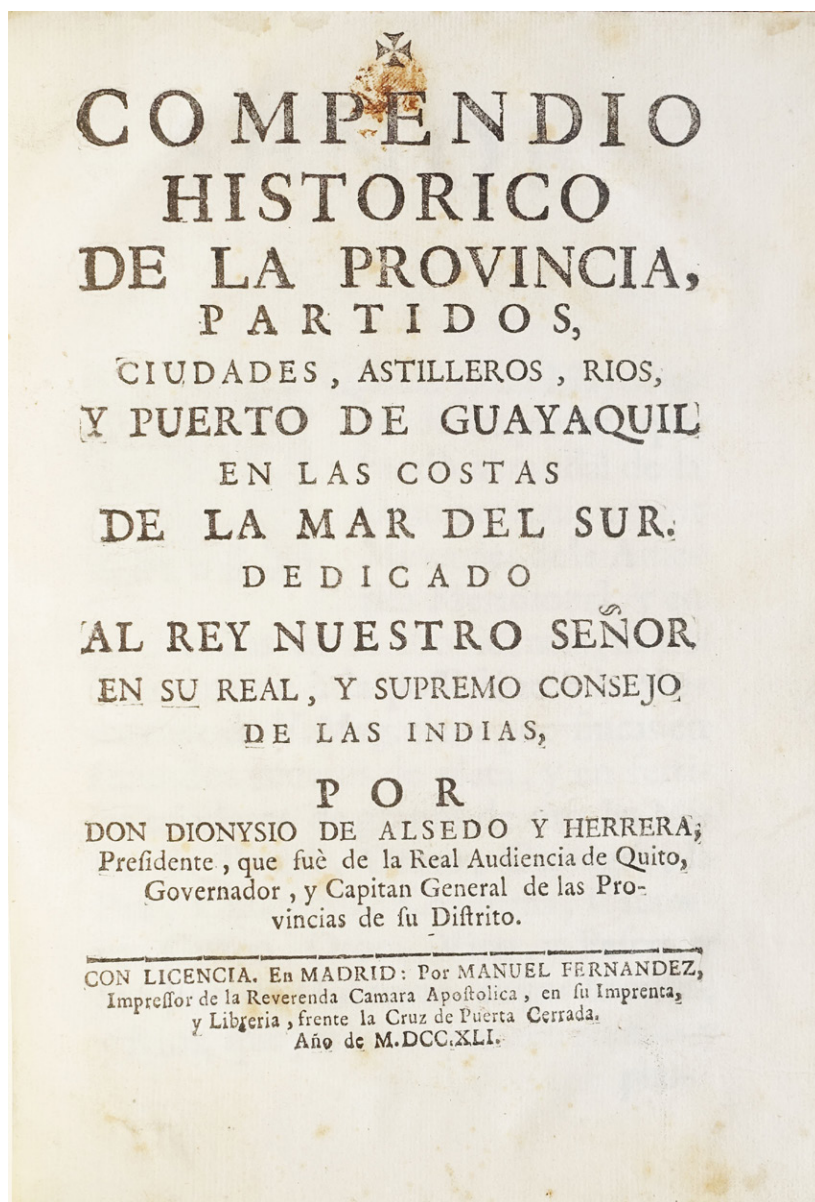 COMPENDIO
HISTORICO
DE LA PROVINCIA,
PARTIDOS,
CIUDADES, ASTILLEROS, RIOS,
Y PUERTO DE GUAYAQUIL
EN LAS COSTAS
DE LA MAR DEL SUR.
DEDICADO
AL REY NUESTRO SEÑOR
EN SU REAL, Y SUPREMO CONSEJO
DE LAS INDIAS,
POR
DON DIONYSIO DE ALSEDO Y HERRERA,
Preſidente, que fuè de la Real Audiencia de Quito,
Governador, y Capitan General de las Pro-
vincias de ſu Diſtrito.
CON LICENCIA. En MADRID: Por MANUEL FERNANDEZ,
Impreſſor de la Reverenda Camara Apoſtolica, en ſu Imprenta,
y Libreria, frente la Cruz de Puerta Cerrada.
Año de M.DCC.XLI.